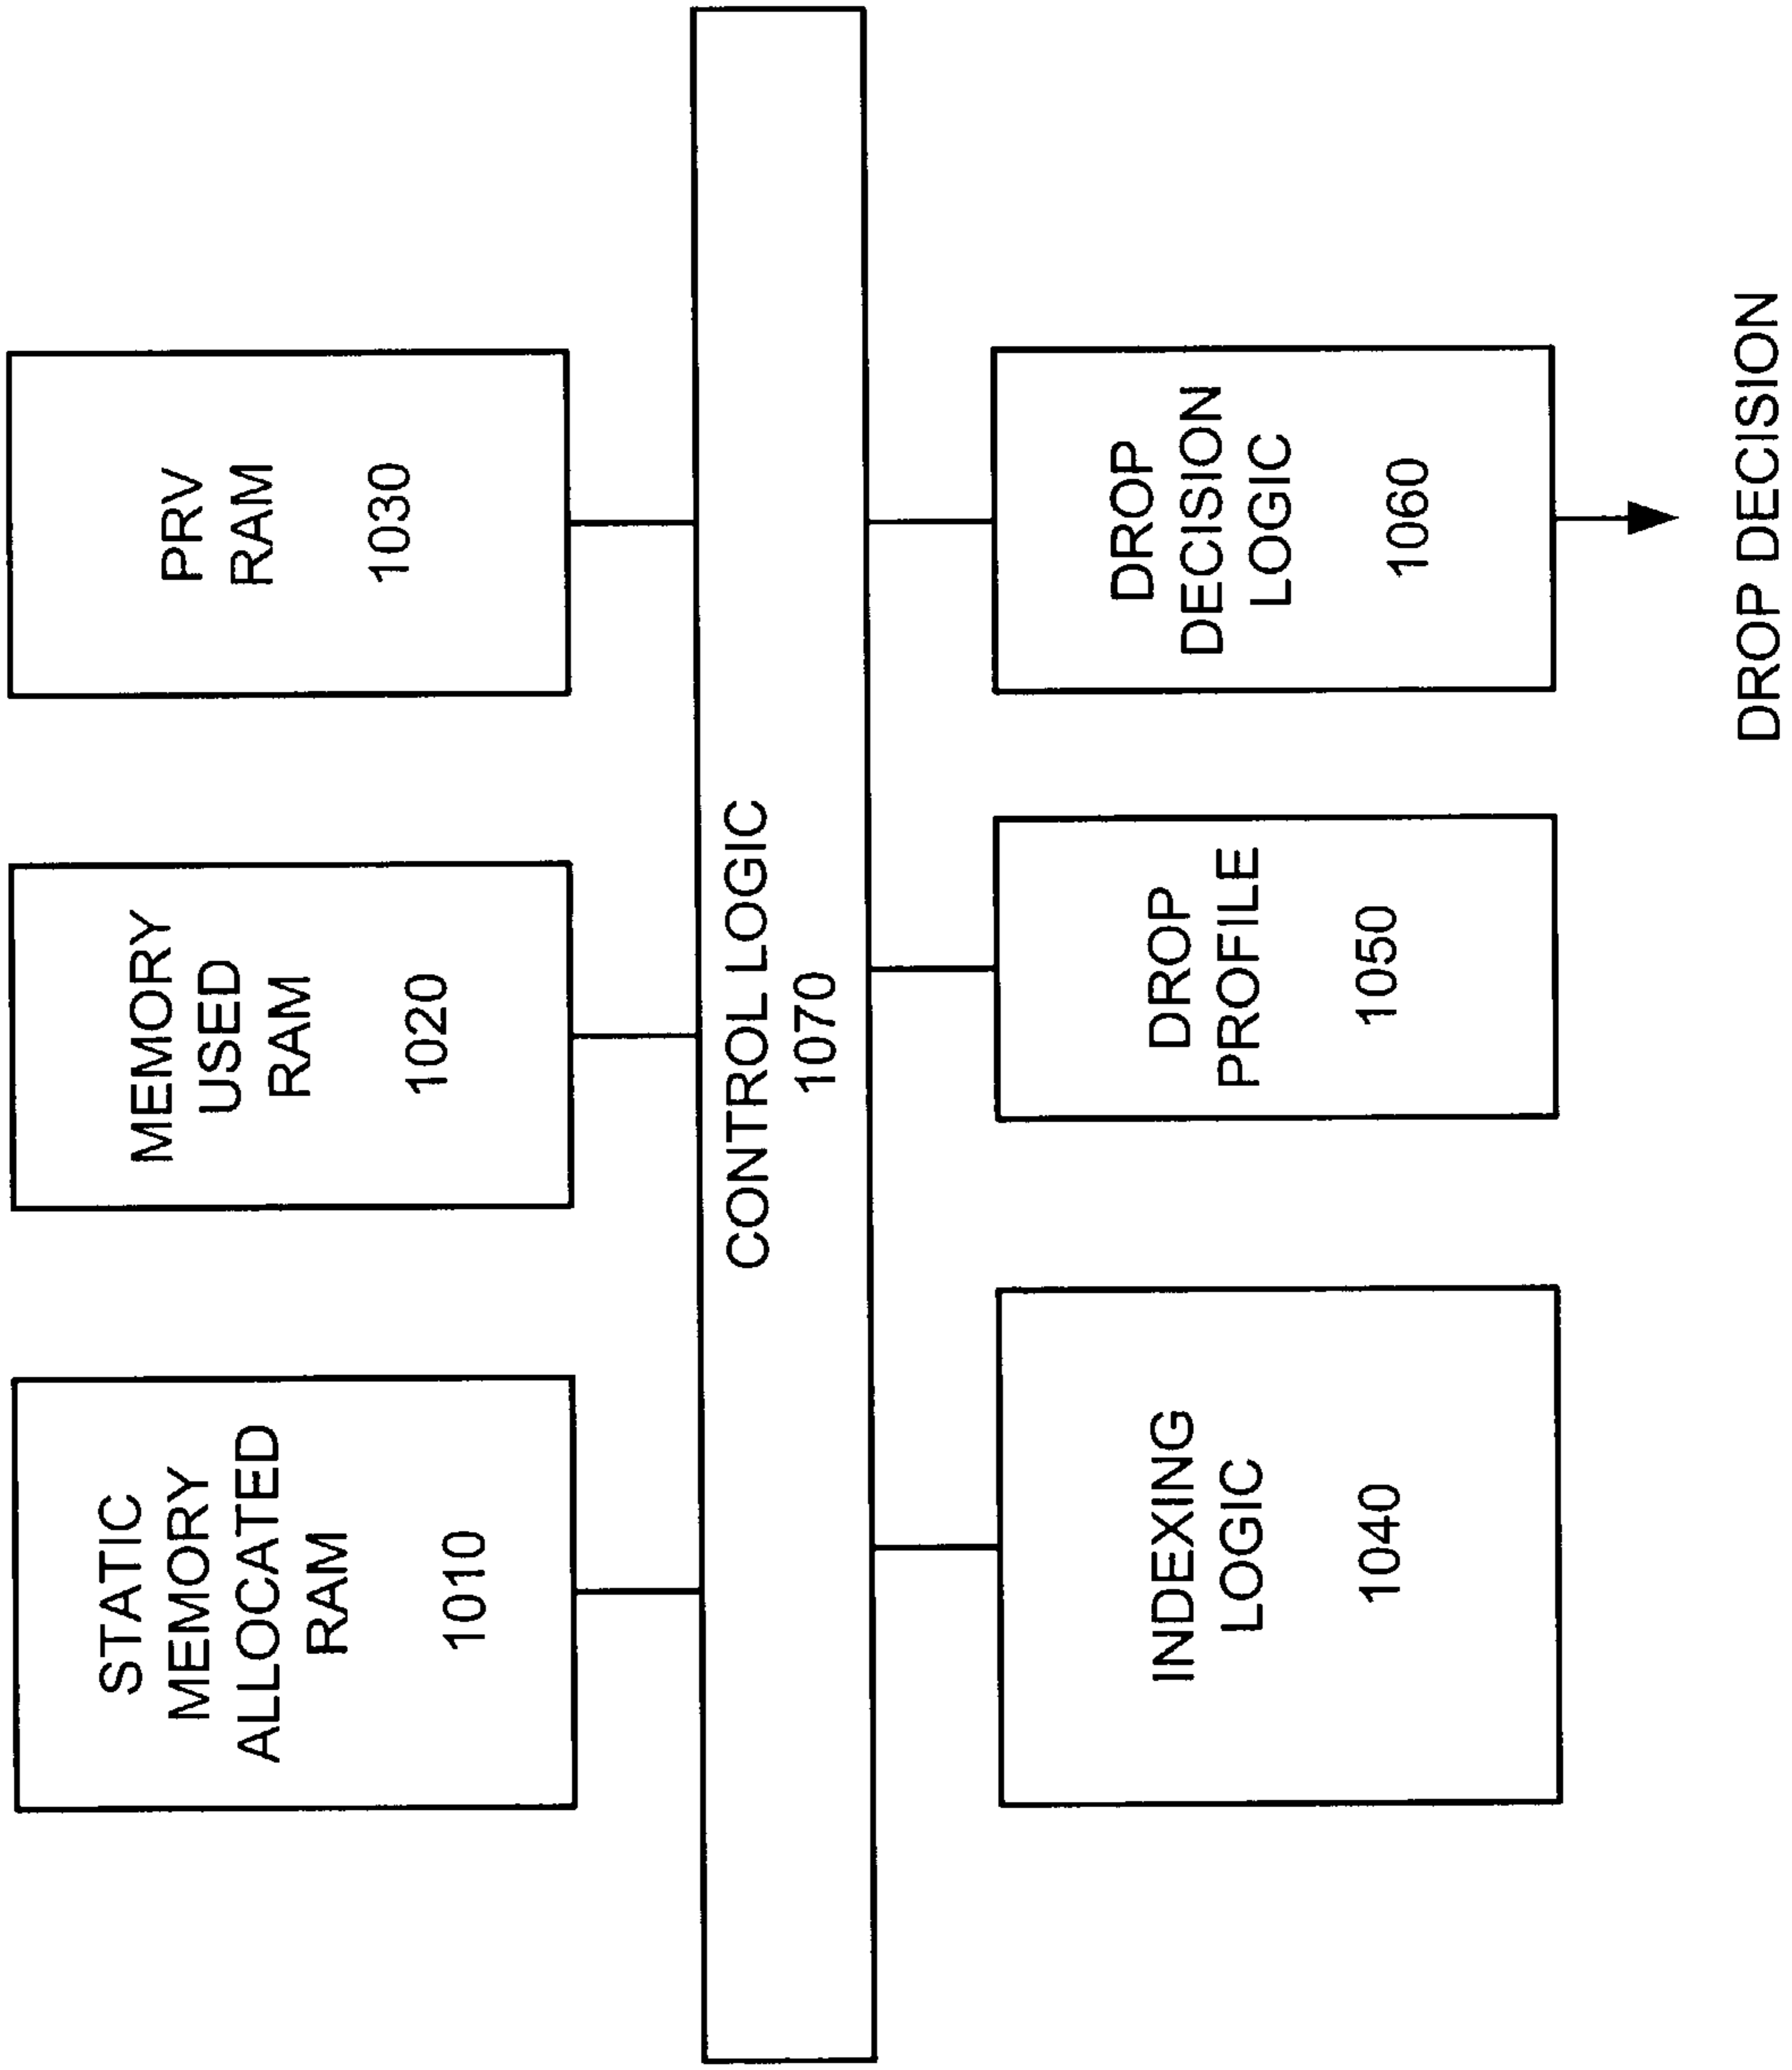 STATIC
MEMORY
ALLOCATED
RAM
1010
MEMORY
USED
RAM
1020
PRV
RAM
1030
CONTROL LOGIC
1070
INDEXING
LOGIC
1040
DROP
PROFILE
1050
DROP
DECISION
LOGIC
1060
DROP DECISION